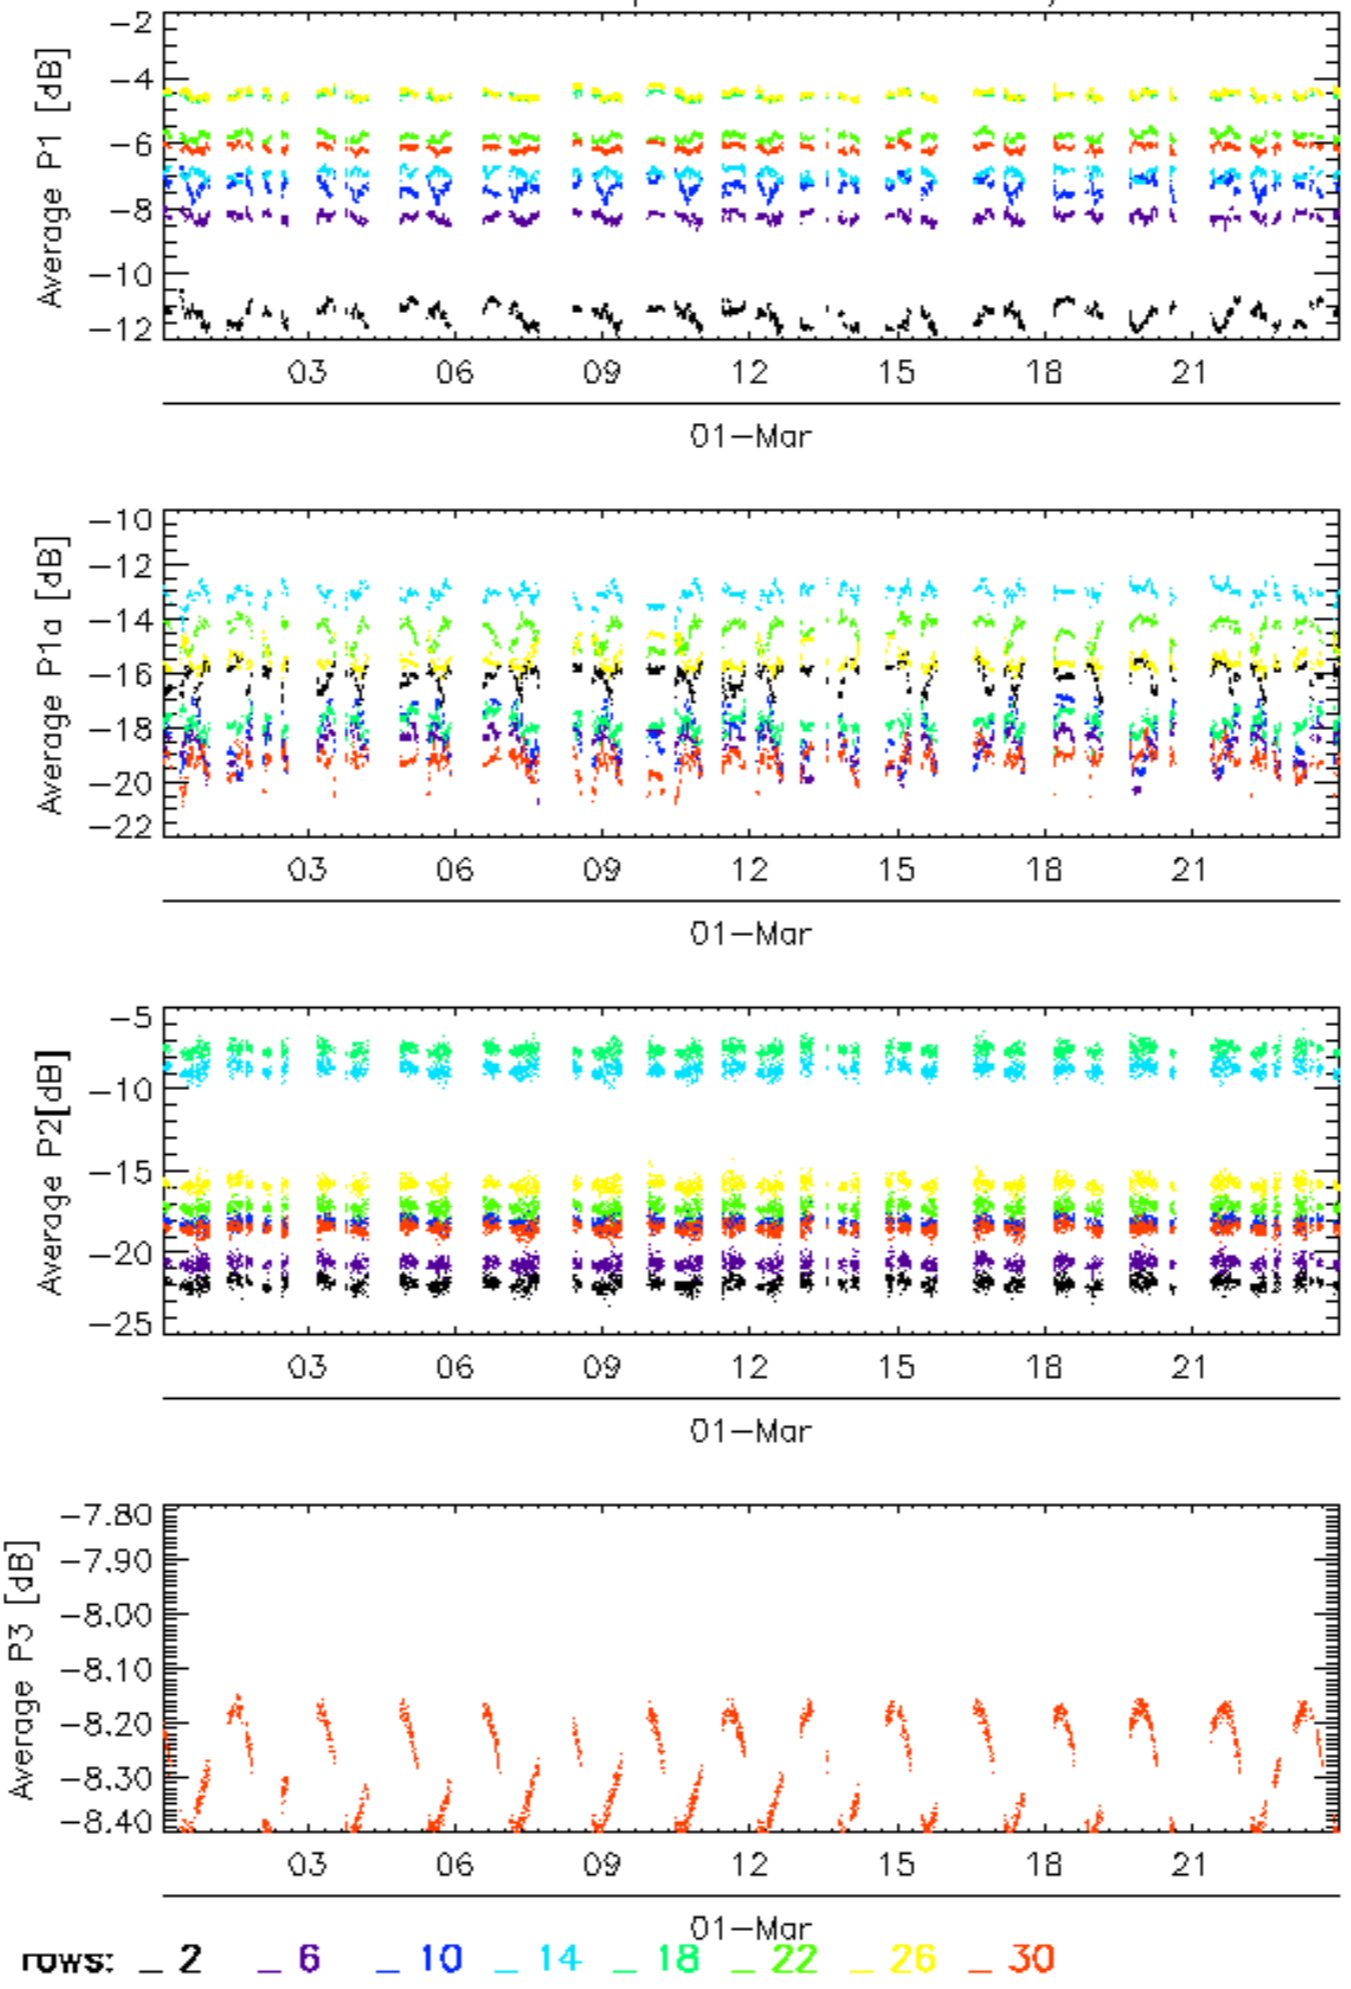 -2
-4
-6
-8
-10
-12
Average P1 [dB]
03 06 09 12 15 18 21
01-Mar
-10
-12
-14
-16
-18
-20
-22
Average P1a [dB]
03 06 09 12 15 18 21
01-Mar
-5
-10
-15
-20
-25
Average P2[dB]
03 06 09 12 15 18 21
01-Mar
-7.80
-7.90
-8.00
-8.10
-8.20
-8.30
-8.40
Average P3 [dB]
03 06 09 12 15 18 21
01-Mar
rows: _ 2 _ 6 _ 10 _ 14 _ 18 _ 22 _ 26 _ 30